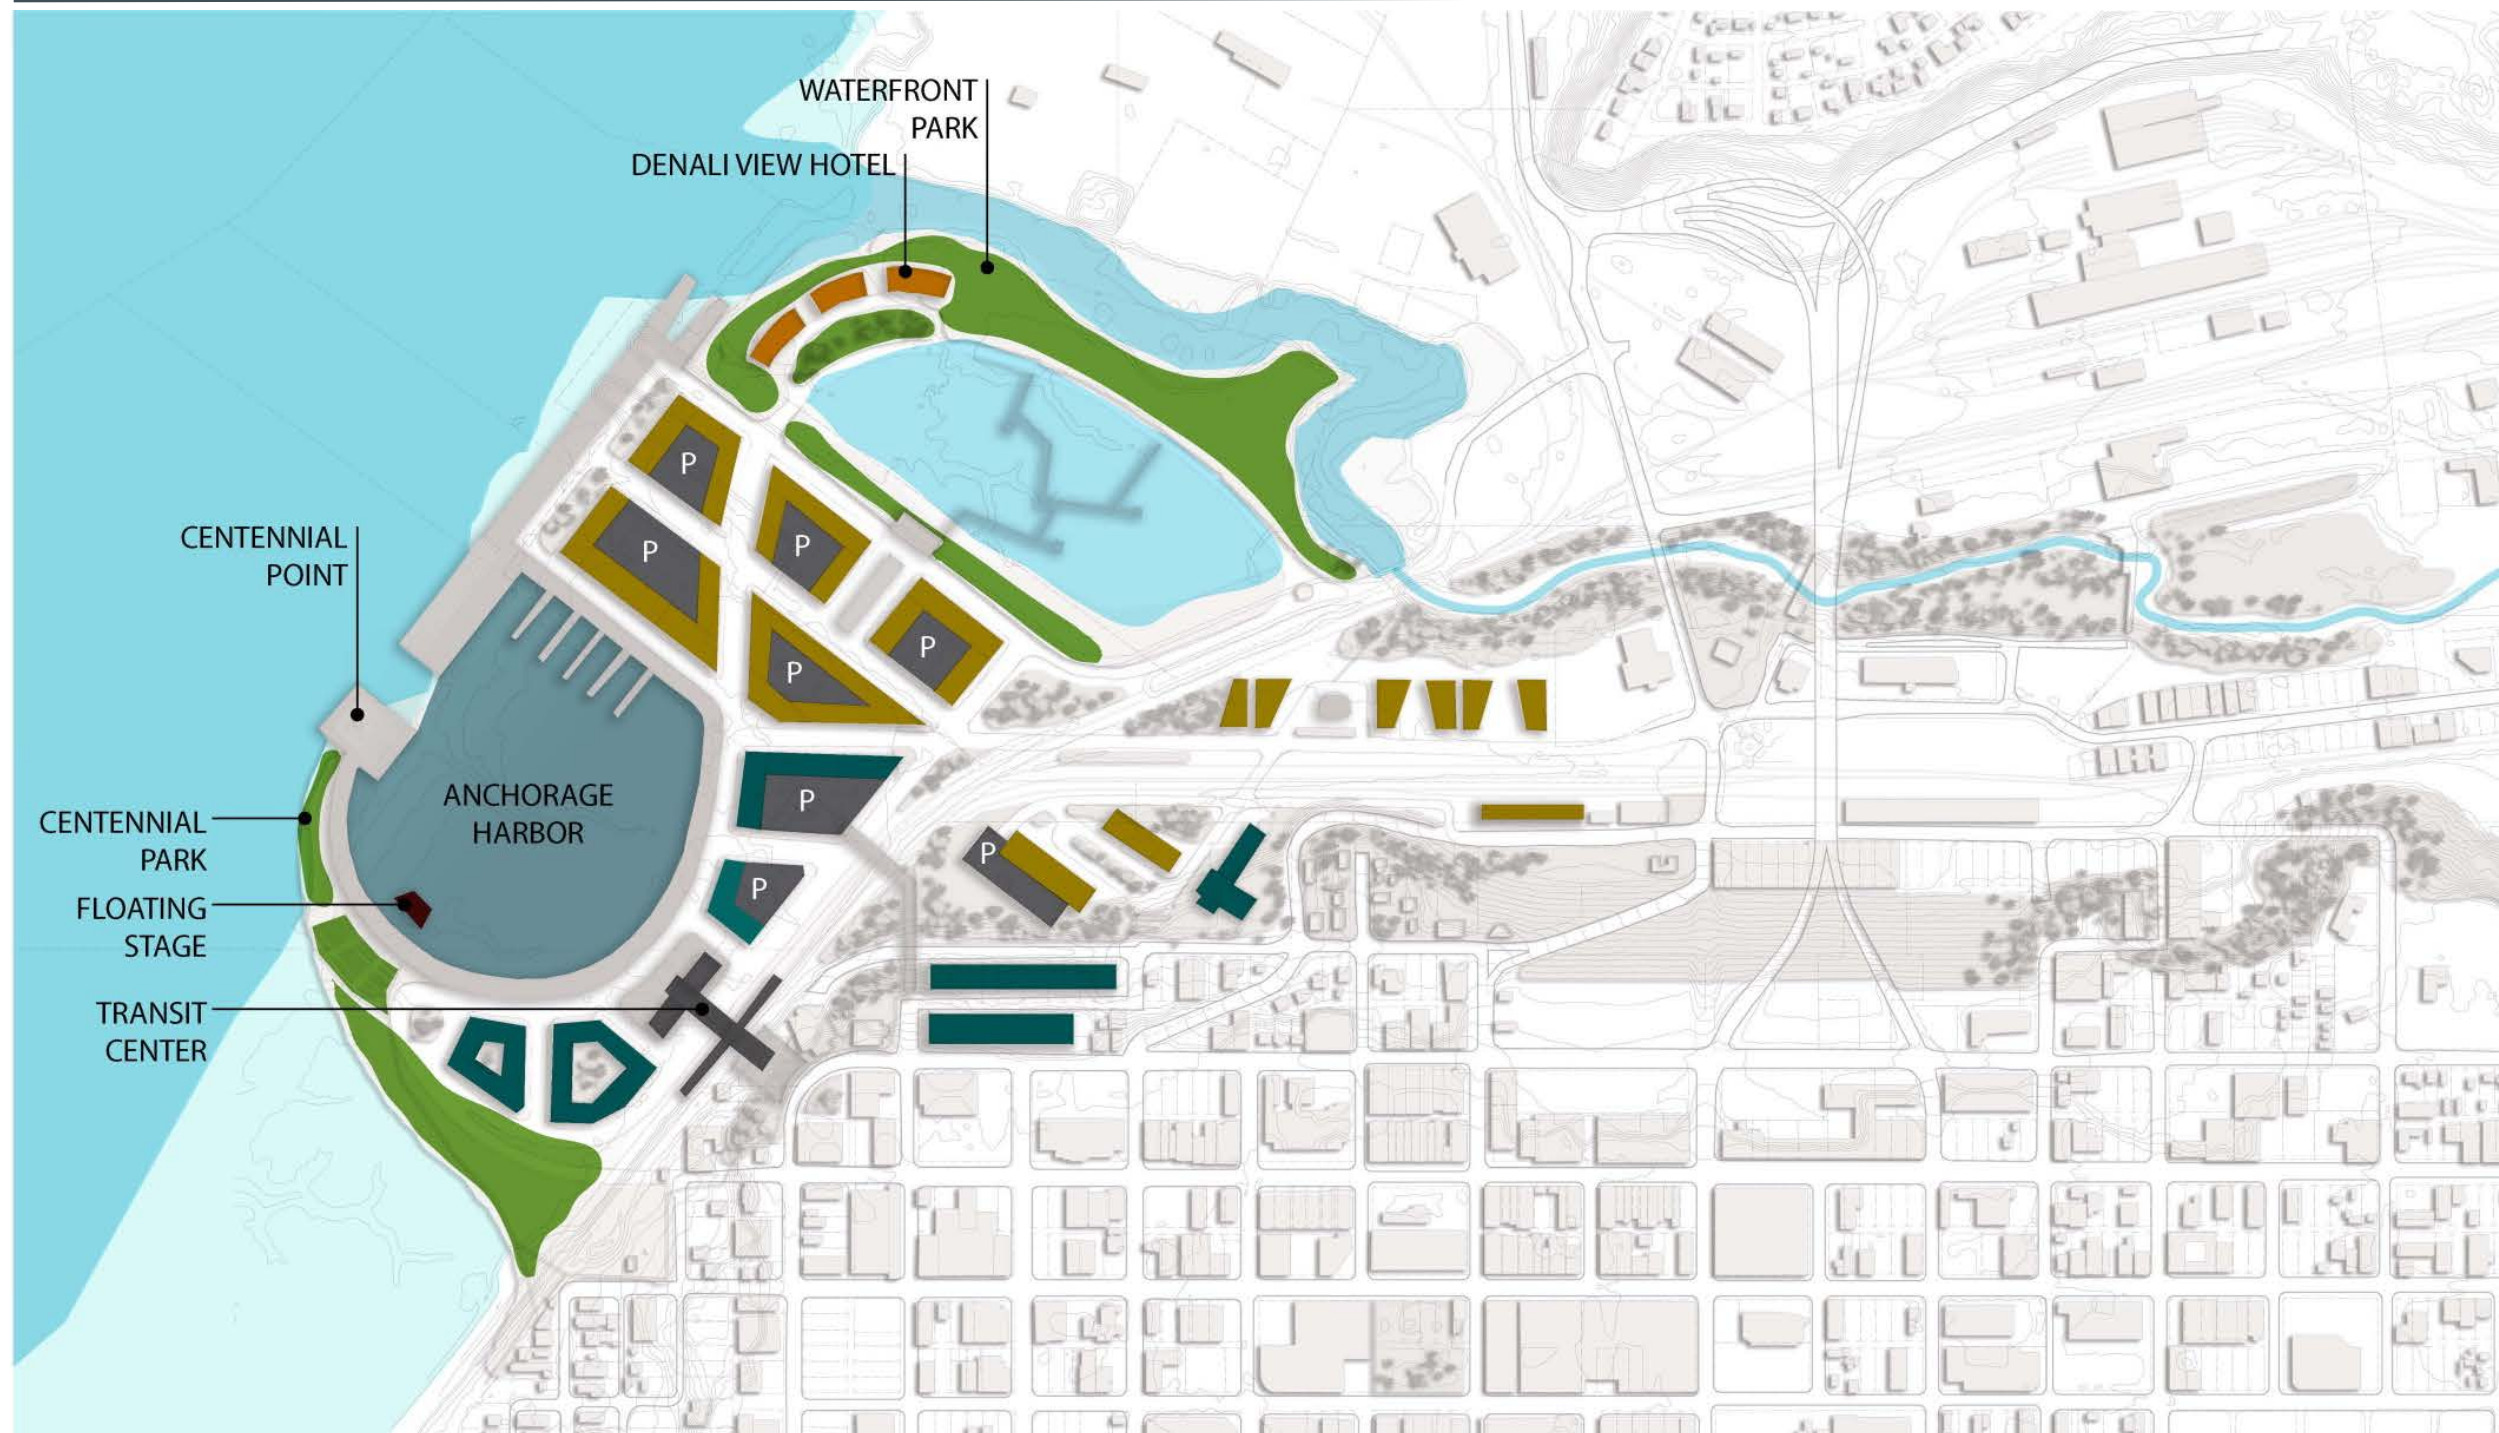 WATERFRONT
PARK
DENALI VIEW HOTEL
P
CENTENNIAL
POINT
P
P
P
P
ANCHORAGE
HARBOR
P
CENTENNIAL
PARK
P
P
FLOATING
STAGE
TRANSIT
CENTER